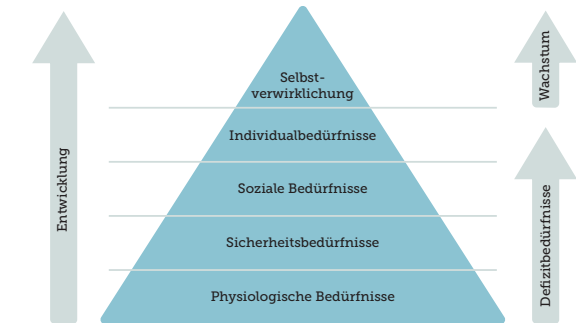 Selbst-
verwirklichung
Individualbedürfnisse
Soziale Bedürfnisse
Sicherheitsbedürfnisse
Physiologische Bedürfnisse
Entwicklung
Wachstum
Defizitbedürfnisse